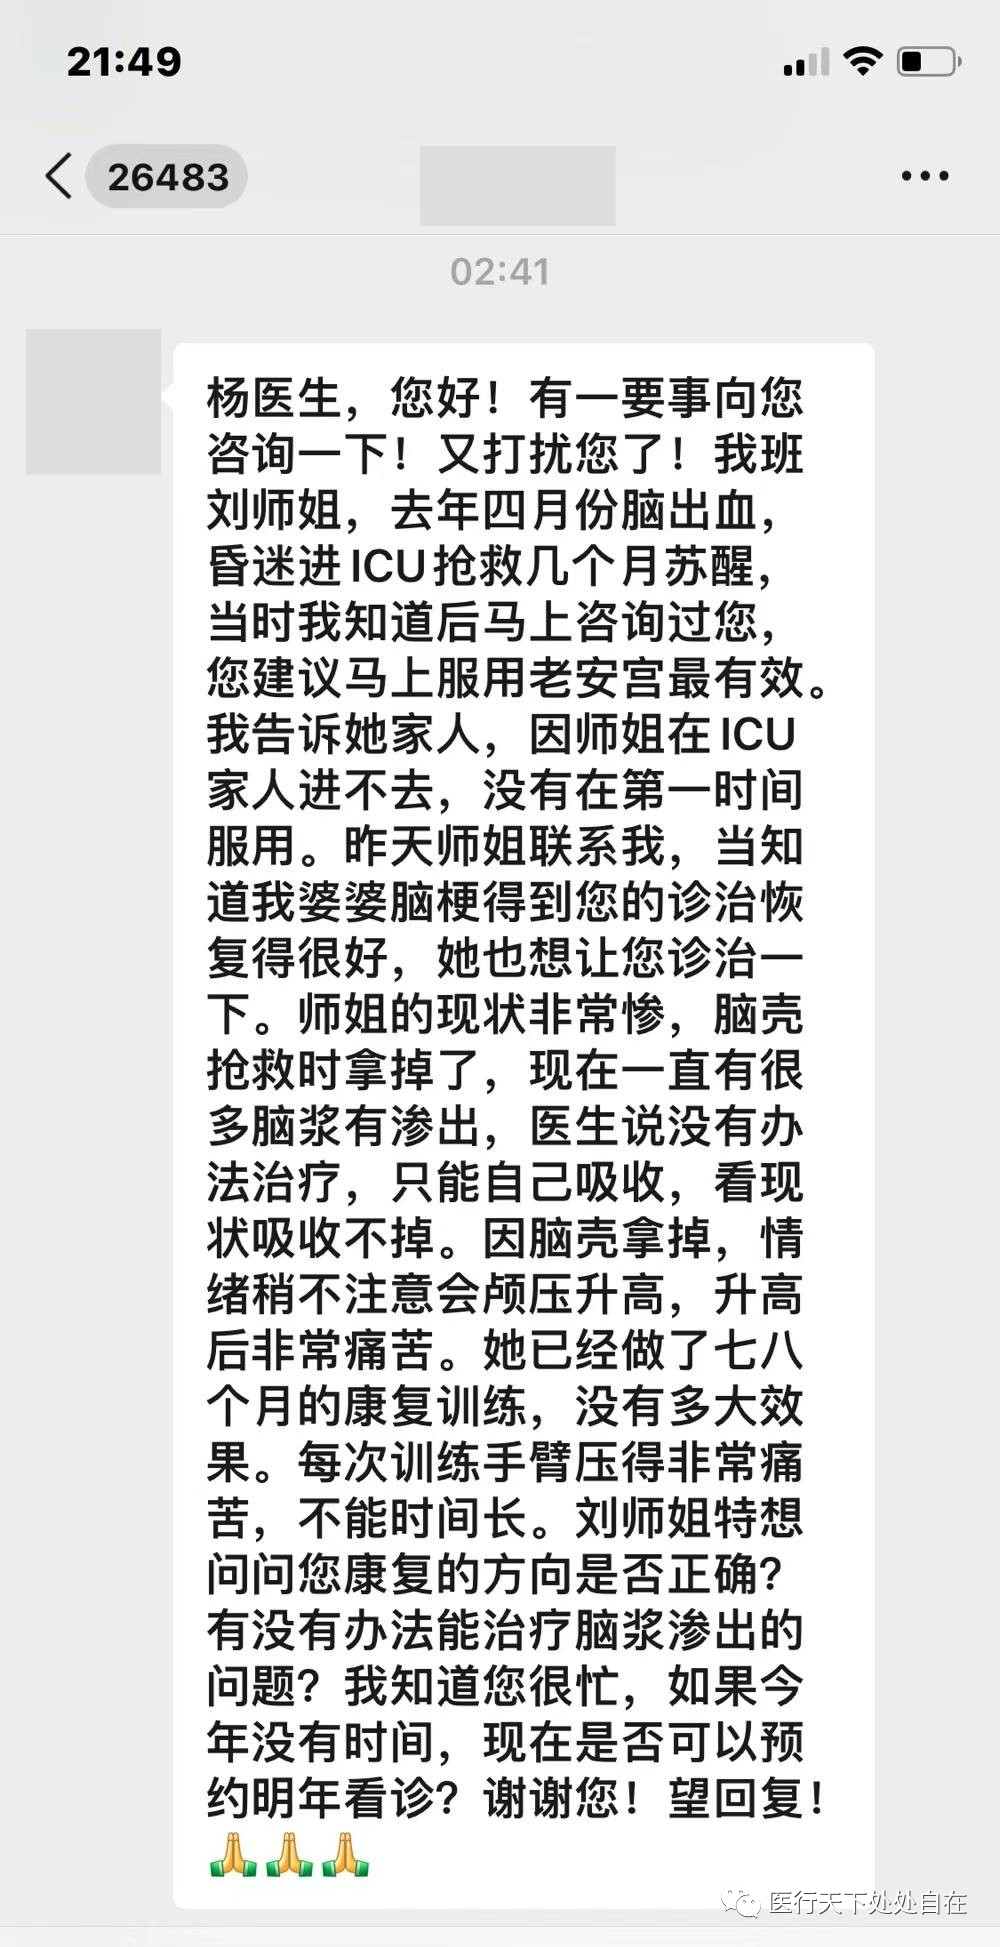 21:49
26483
02:41
杨医生，您好！有一要事向您
咨询一下！又打扰您了！我班
刘师姐，去年四月份脑出血，
昏迷进ICU抢救几个月苏醒，
当时我知道后马上咨询过您，
您建议马上服用老安宫最有效。
我告诉她家人，因师姐在ICU
家人进不去，没有在第一时间
服用。昨天师姐联系我，当知
道我婆婆脑梗得到您的诊治恢
复得很好，她也想让您诊治一
下。师姐的现状非常惨，脑壳
抢救时拿掉了，现在一直有很
多脑浆有渗出，医生说没有办
法治疗，只能自己吸收，看现
状吸收不掉。因脑壳拿掉，情
绪稍不注意会颅压升高，升高
后非常痛苦。她已经做了七八
个月的康复训练，没有多大效
果。每次训练手臂压得非常痛
苦，不能时间长。刘师姐特想
问问您康复的方向是否正确？
有没有办法能治疗脑浆渗出的
问题？我知道您很忙，如果今
年没有时间，现在是否可以预
约明年看诊？谢谢您！望回复！
🙏🙏🙏
医行天下处处自在